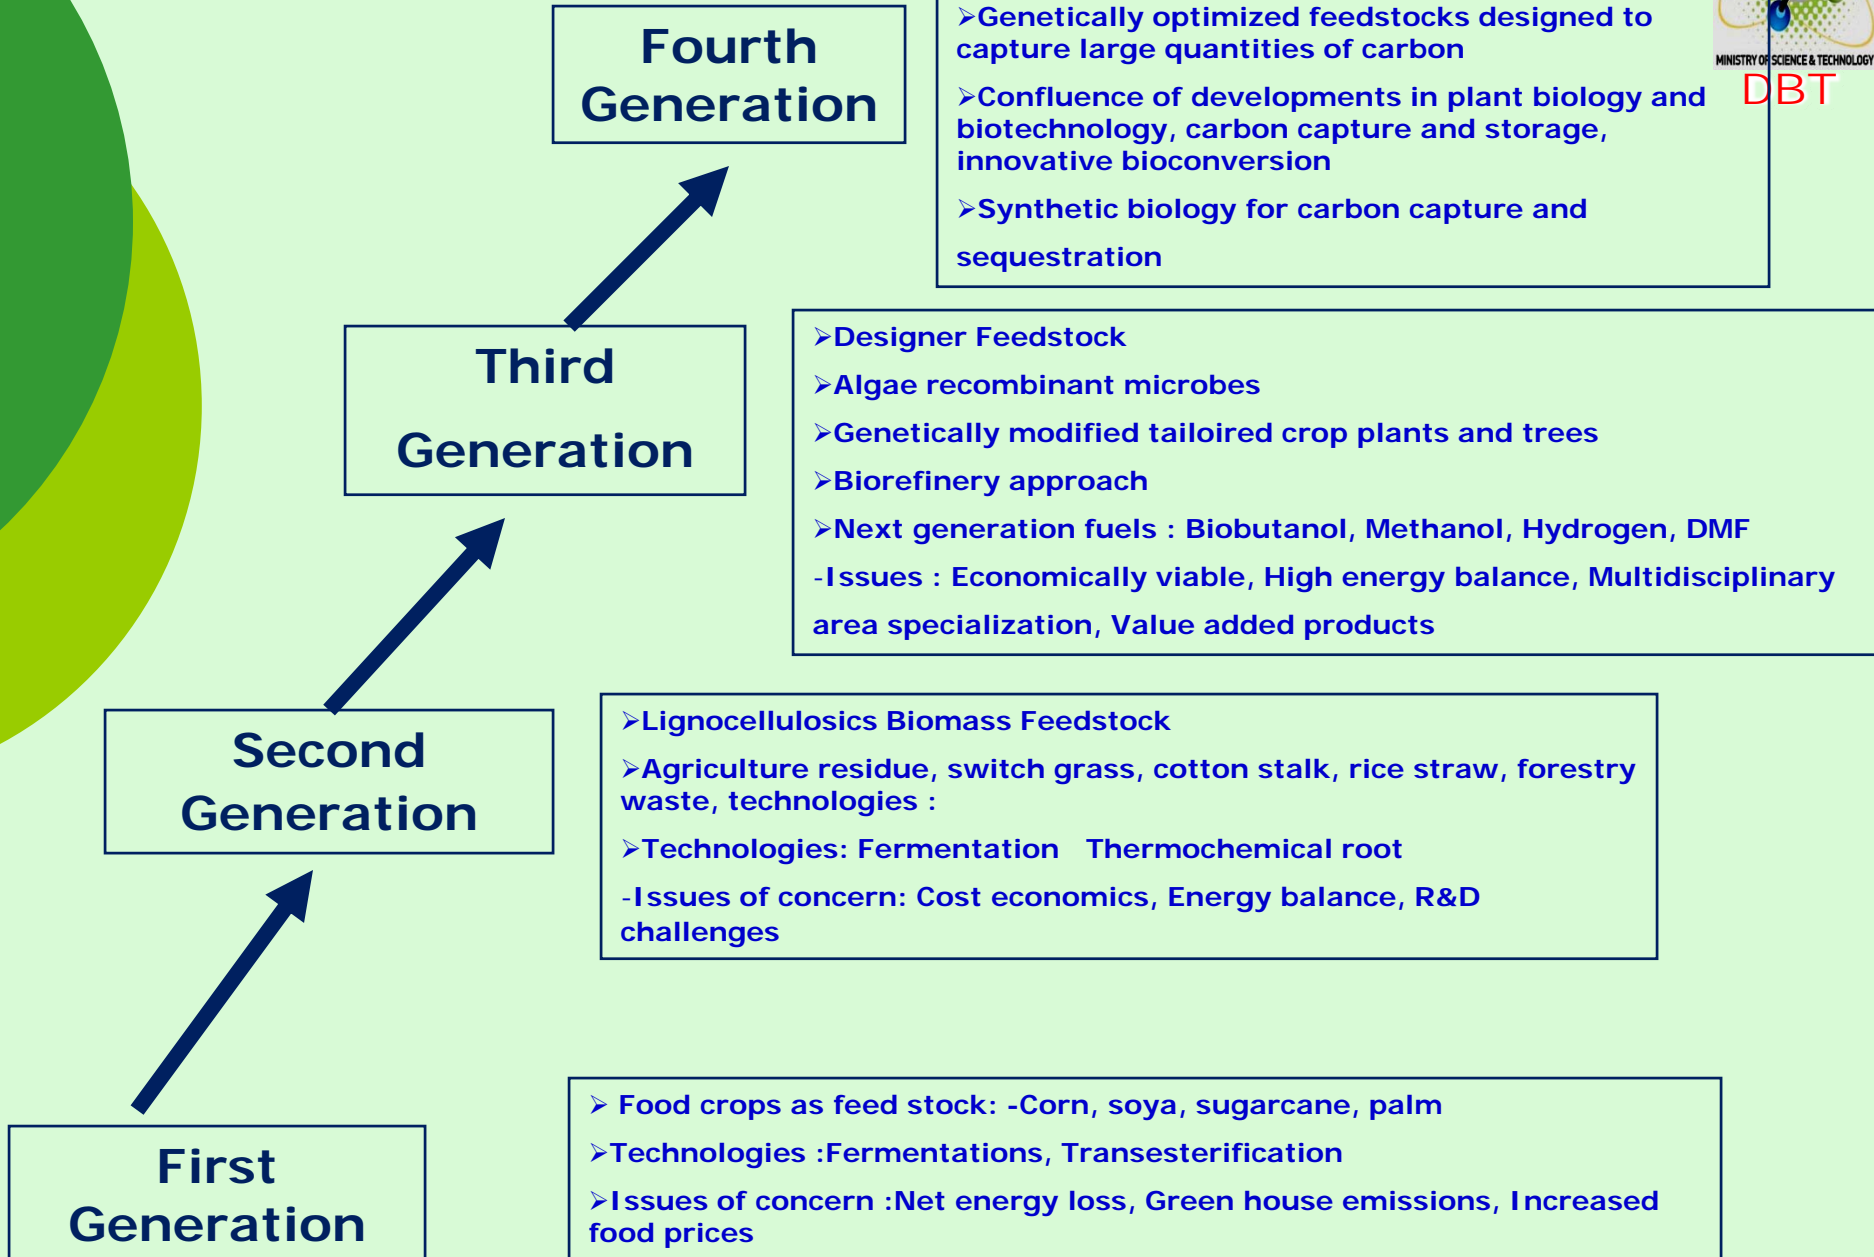 Fourth
Generation
➢Genetically optimized feedstocks designed to
capture large quantities of carbon
➢Confluence of developments in plant biology and
biotechnology, carbon capture and storage,
innovative bioconversion
➢Synthetic biology for carbon capture and
sequestration
MINISTRY OF SCIENCE & TECHNOLOGY
DBT
Third
Generation
➢Designer Feedstock
➢Algae recombinant microbes
➢Genetically modified tailoired crop plants and trees
➢Biorefinery approach
➢Next generation fuels : Biobutanol, Methanol, Hydrogen, DMF
-Issues : Economically viable, High energy balance, Multidisciplinary
area specialization, Value added products
Second
Generation
➢Lignocellulosics Biomass Feedstock
➢Agriculture residue, switch grass, cotton stalk, rice straw, forestry
waste, technologies :
➢Technologies: Fermentation   Thermochemical root
-Issues of concern: Cost economics, Energy balance, R&D
challenges
First
Generation
➢ Food crops as feed stock: -Corn, soya, sugarcane, palm
➢Technologies :Fermentations, Transesterification
➢Issues of concern :Net energy loss, Green house emissions, Increased
food prices